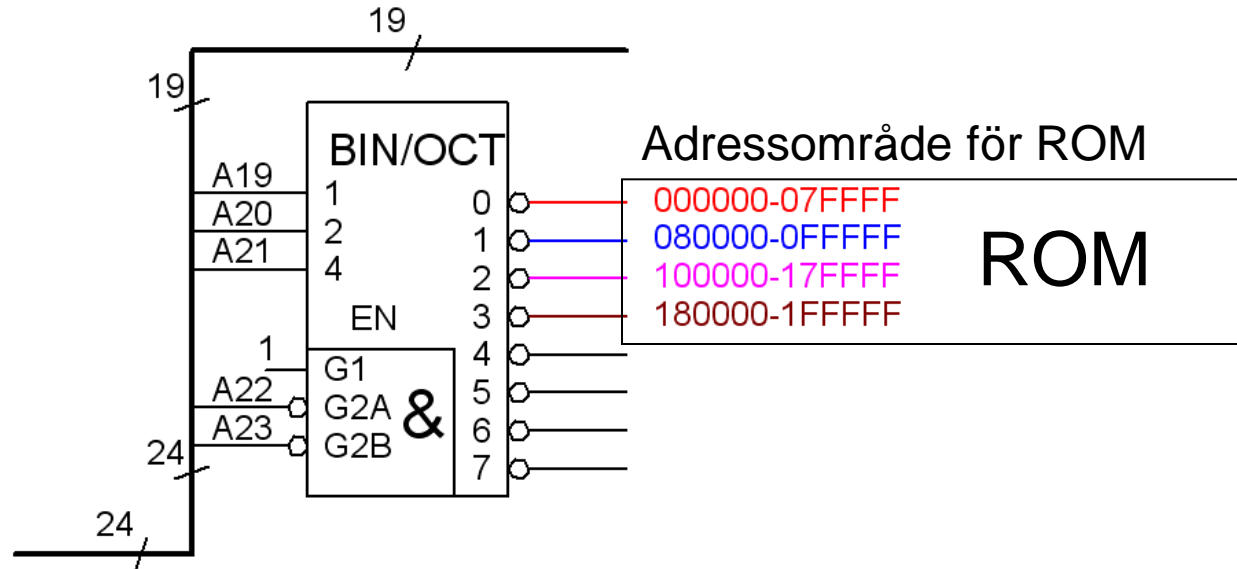 19
19
BIN/OCT
Adressområde för ROM
A19
1
0
000000-07FFFF
A20
2
1
080000-0FFFFF
ROM
A21
4
2
100000-17FFFF
EN
3
180000-1FFFFF
1
G1
4
A22
G2A
&
5
A23
G2B
6
24
7
24